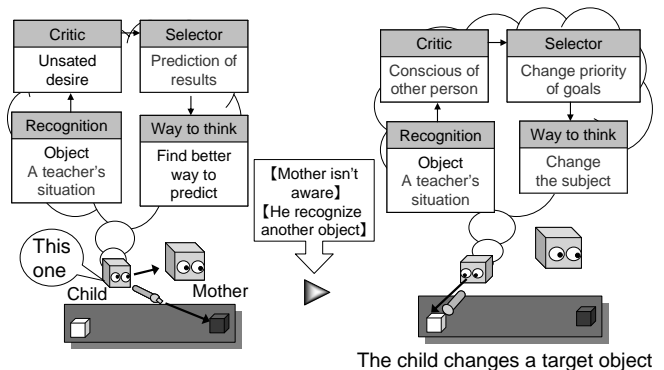 Critic
Unsated
desire
Selector
Prediction of
results
Recognition
Object
A teacher's
situation
Way to think
Find better
way to
predict
This
one
Child
Mother
【Mother isn't
aware】
【He recognize
another object】
Critic
Conscious of
other person
Selector
Change priority
of goals
Recognition
Object
A teacher's
situation
Way to think
Change
the subject
The child changes a target object